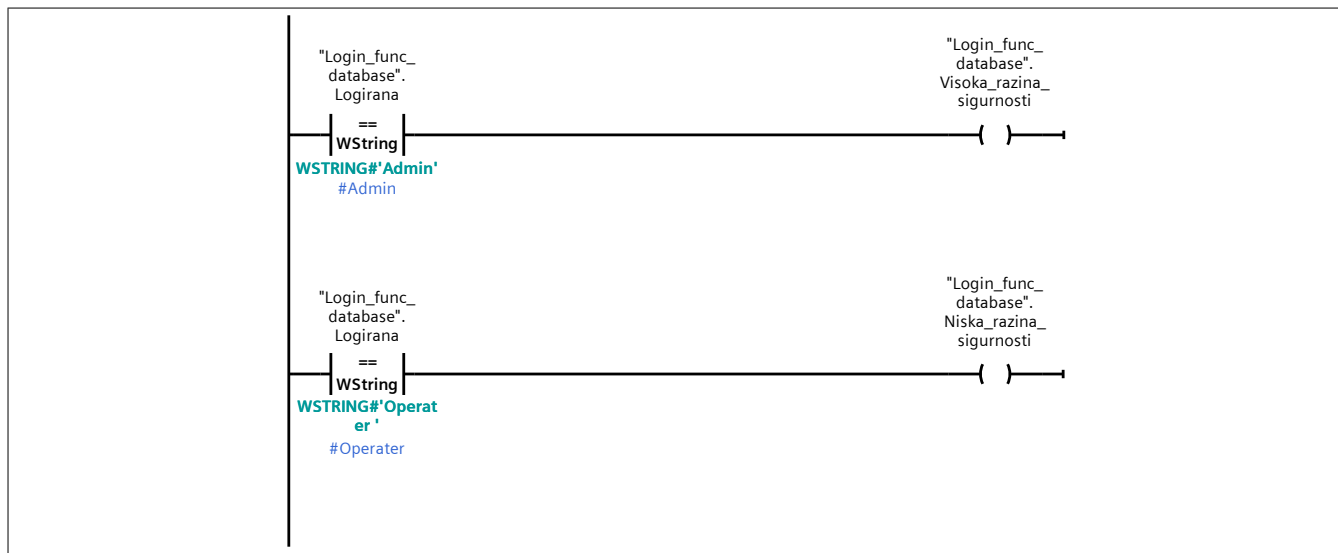 "Login_func_
database".
Logirana
==
WString
WSTRING#'Admin'
#Admin
"Login_func_
database".
Visoka_razina_
sigurnosti
"Login_func_
database".
Logirana
==
WString
WSTRING#'Operat
er '
#Operater
"Login_func_
database".
Niska_razina_
sigurnosti